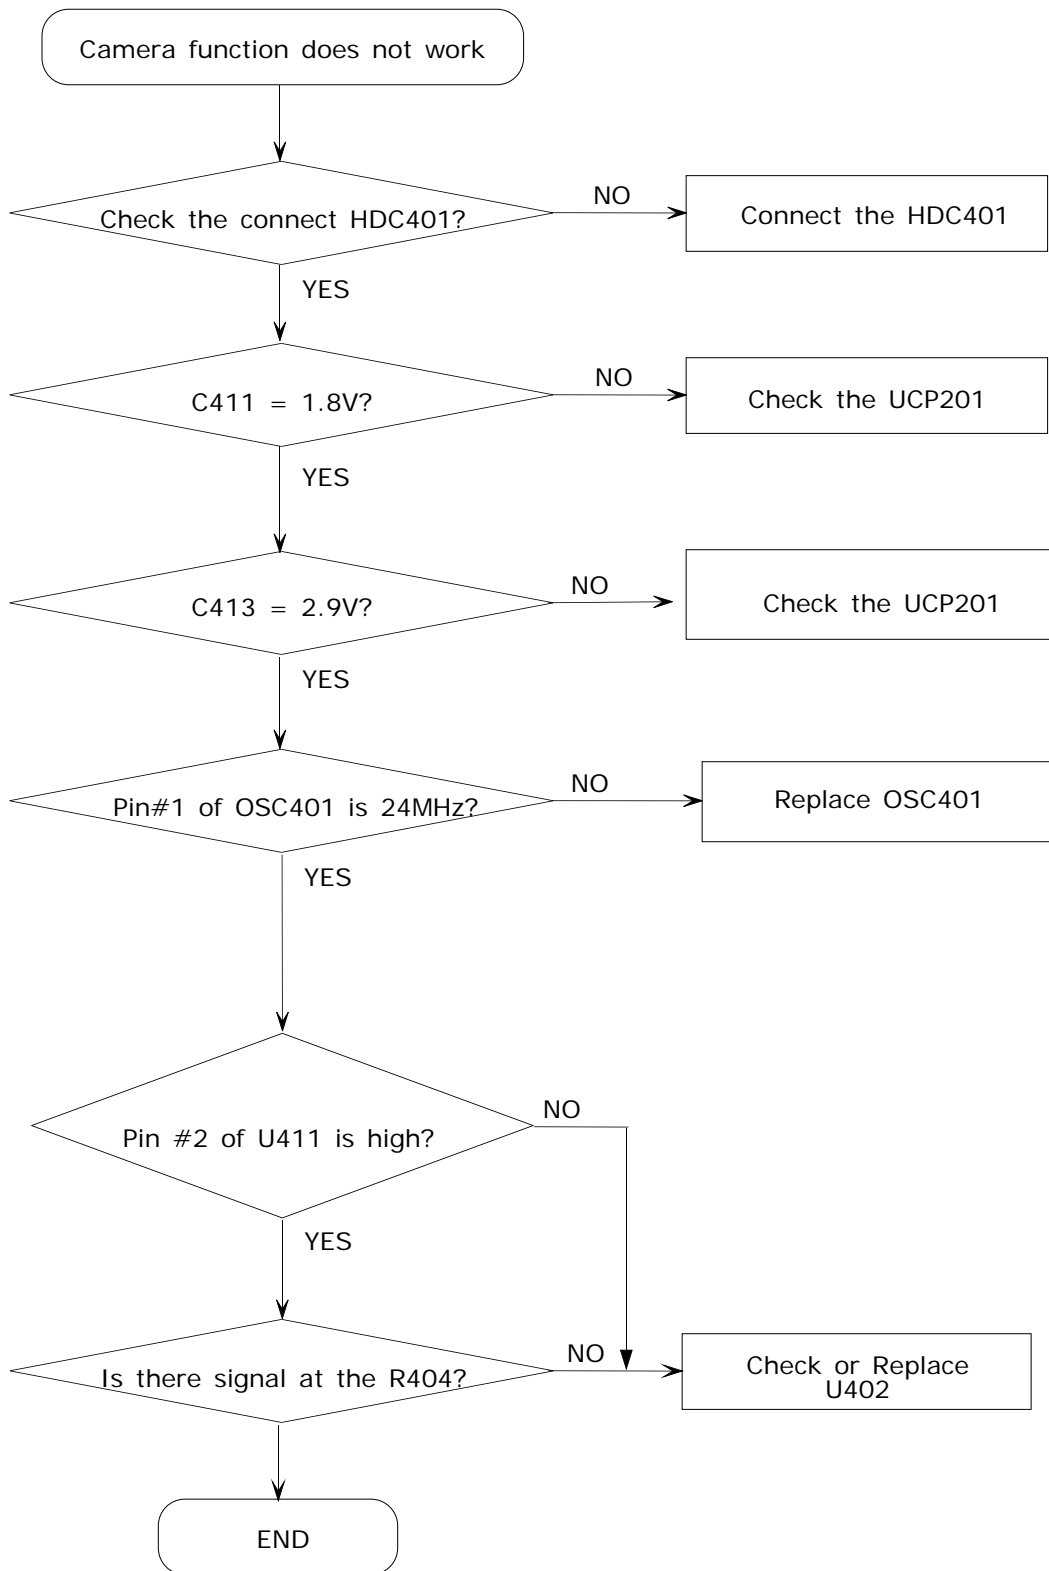 Camera function does not work
Check the connect HDC401?
NO
Connect the HDC401
YES
C411 = 1.8V?
NO
Check the UCP201
YES
C413 = 2.9V?
NO
Check the UCP201
YES
Pin#1 of OSC401 is 24MHz?
NO
Replace OSC401
YES
Pin #2 of U411 is high?
NO
YES
Is there signal at the R404?
NO
Check or Replace
U402
END